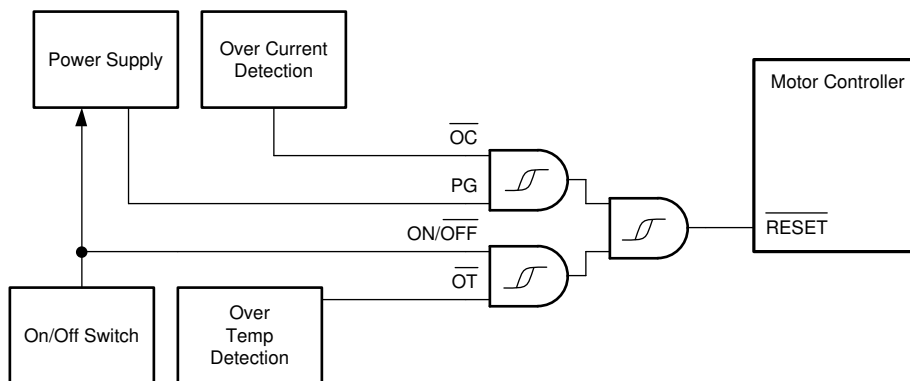 Power Supply
Over Current
Detection
Motor Controller
OC
PG
ON/OFF
OT
RESET
On/Off Switch
Over
Temp
Detection